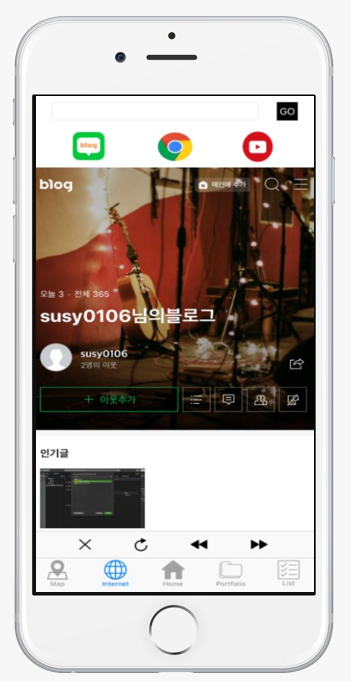 GO
blog
blog
메인에 추가
오늘 3 · 전체 365
susy0106님의블로그
susy0106
2명의 이웃
+ 이웃추가
인기글
Map
Internet
Home
Portfolio
List